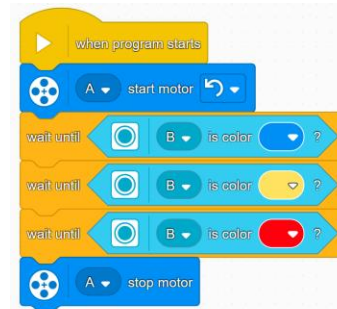 when program starts
A start motor
wait until B is color ?
wait until B is color ?
wait until B is color ?
A stop motor